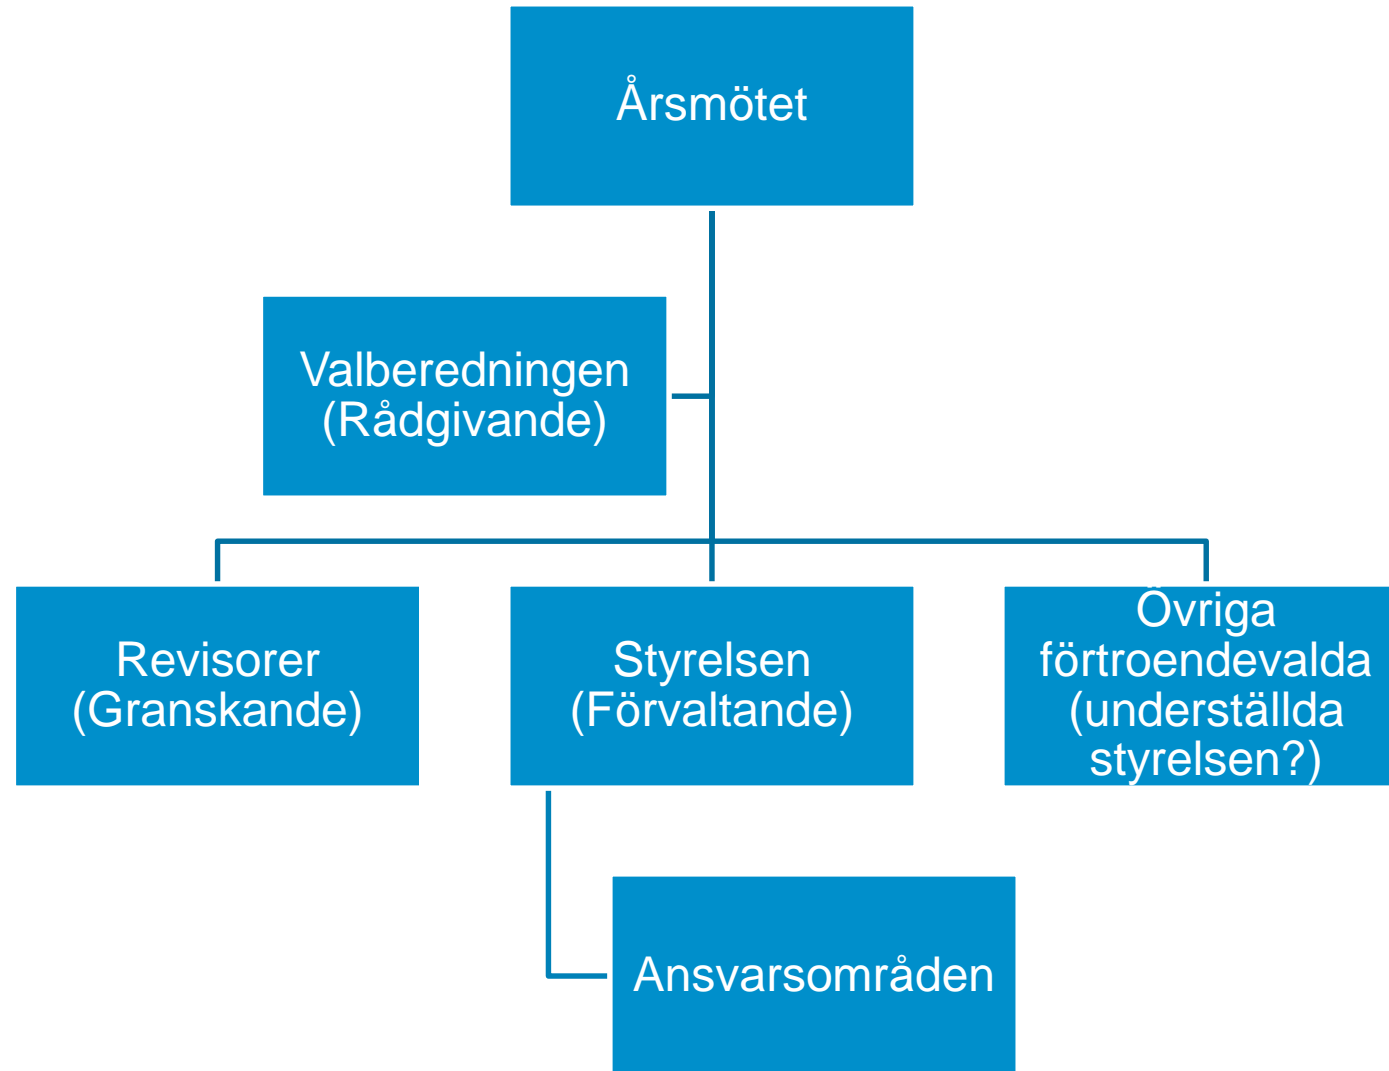 Årsmötet
Valberedningen
(Rådgivande)
Revisorer
(Granskande)
Styrelsen
(Förvaltande)
Övriga
förtroendevalda
(underställda
styrelsen?)
Ansvarsområden